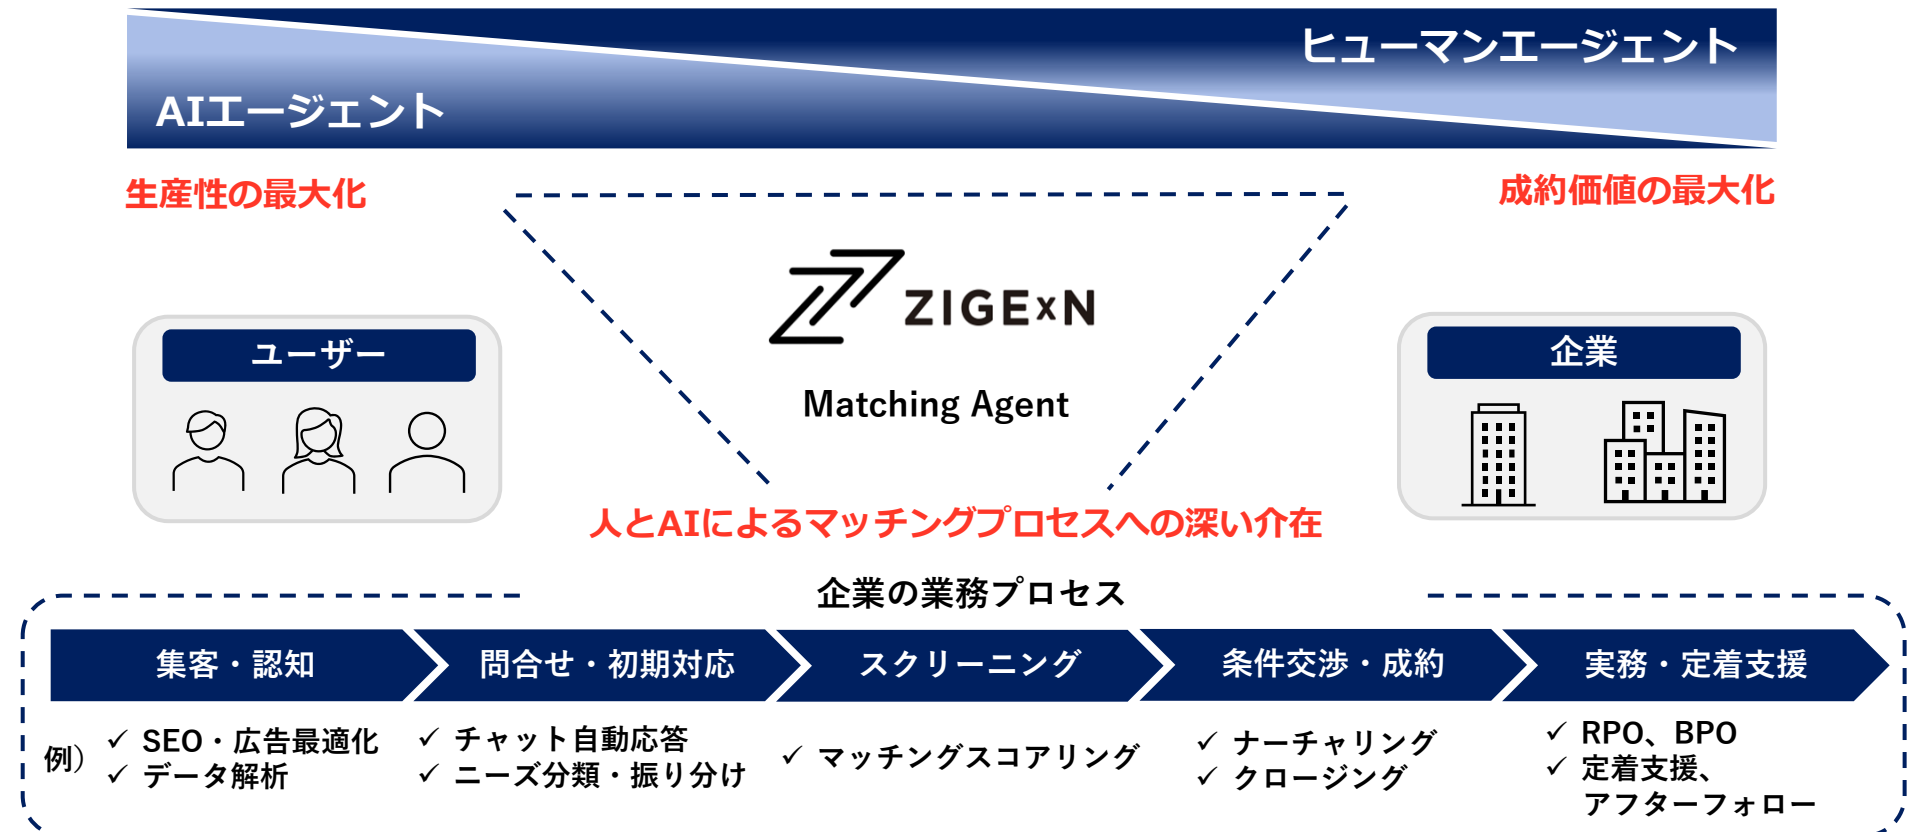 ヒューマンエージェント
AIエージェント
生産性の最大化
成約価値の最大化
ZIGExN
Matching Agent
ユーザー
企業
人とAIによるマッチングプロセスへの深い介在
企業の業務プロセス
集客・認知
問合せ・初期対応
スクリーニング
条件交渉・成約
実務・定着支援
例）
✓ SEO・広告最適化
✓ データ解析
✓ チャット自動応答
✓ ニーズ分類・振り分け
✓ マッチングスコアリング
✓ ナーチャリング
✓ クロージング
✓ RPO、BPO
✓ 定着支援、
アフターフォロー